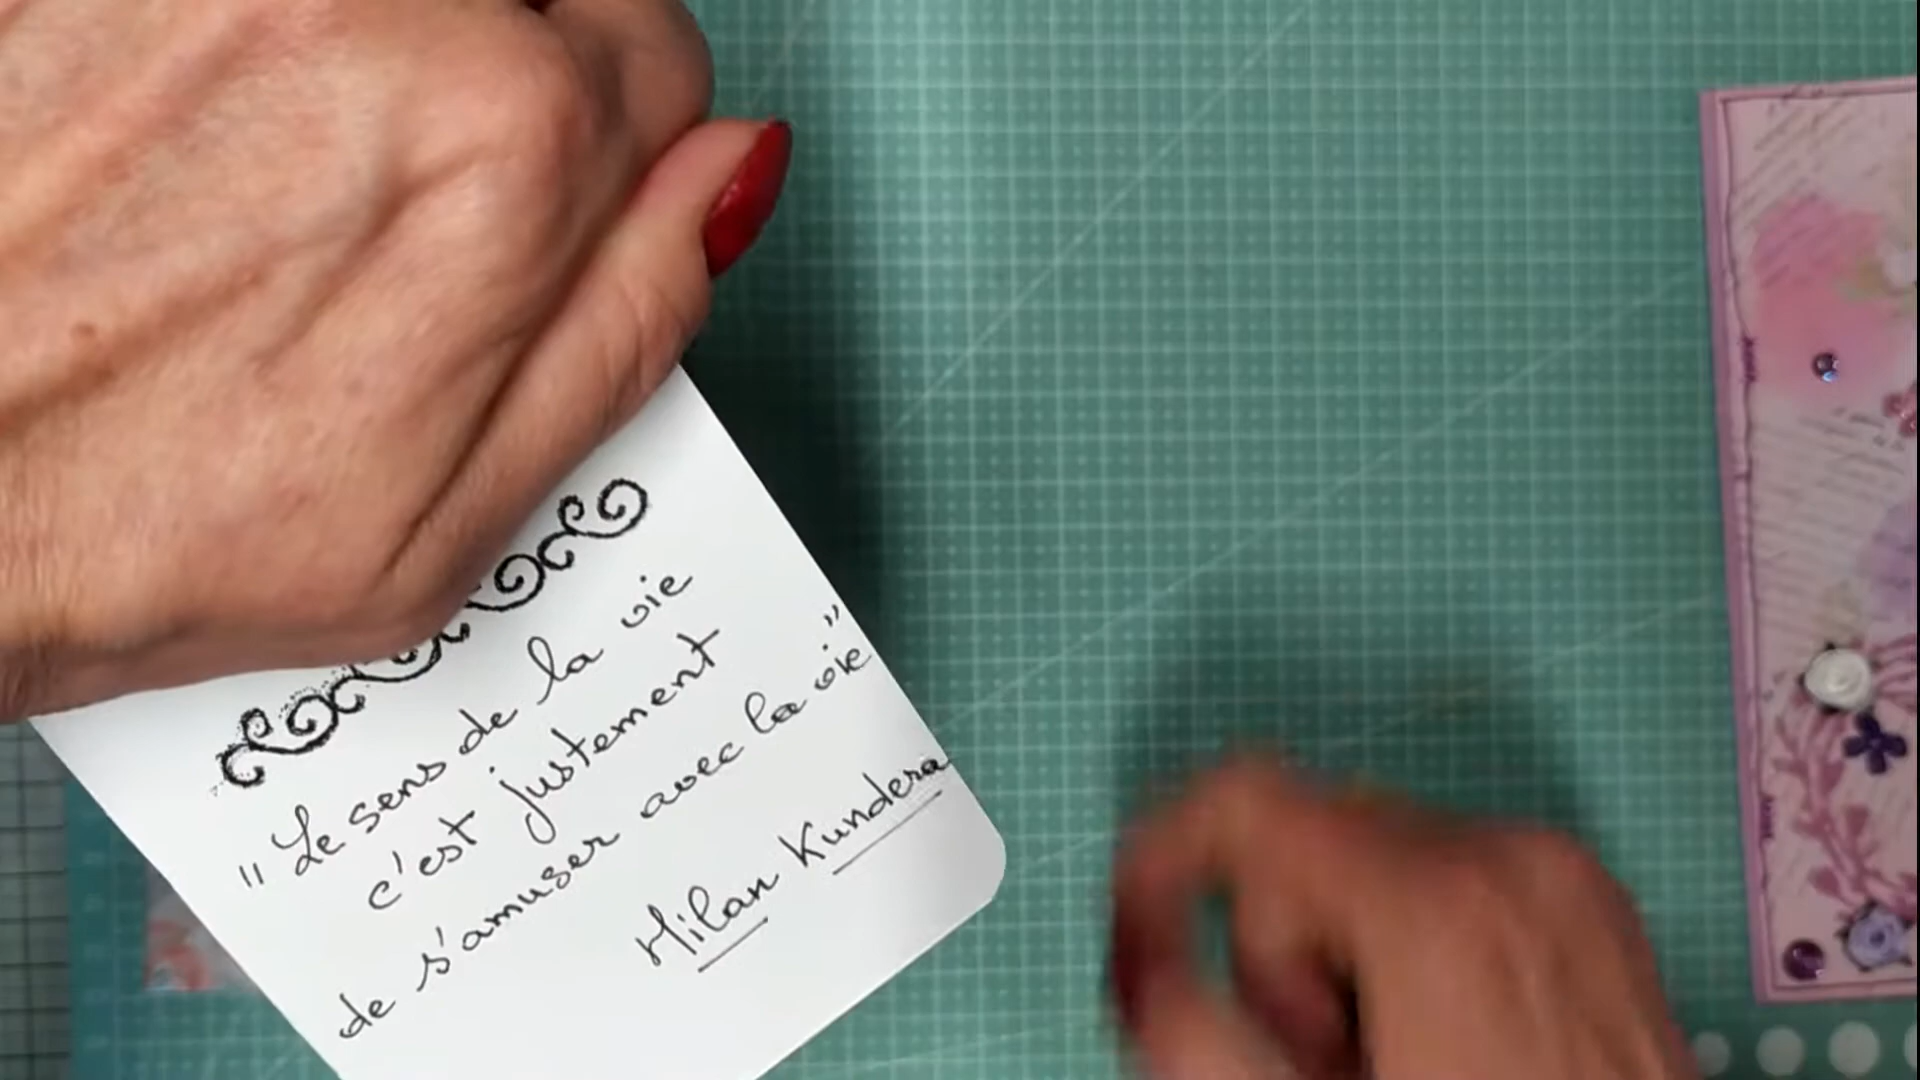 " Le sens de la vie
c'est justement
de s'amuser avec la vie "
Milan Kundera